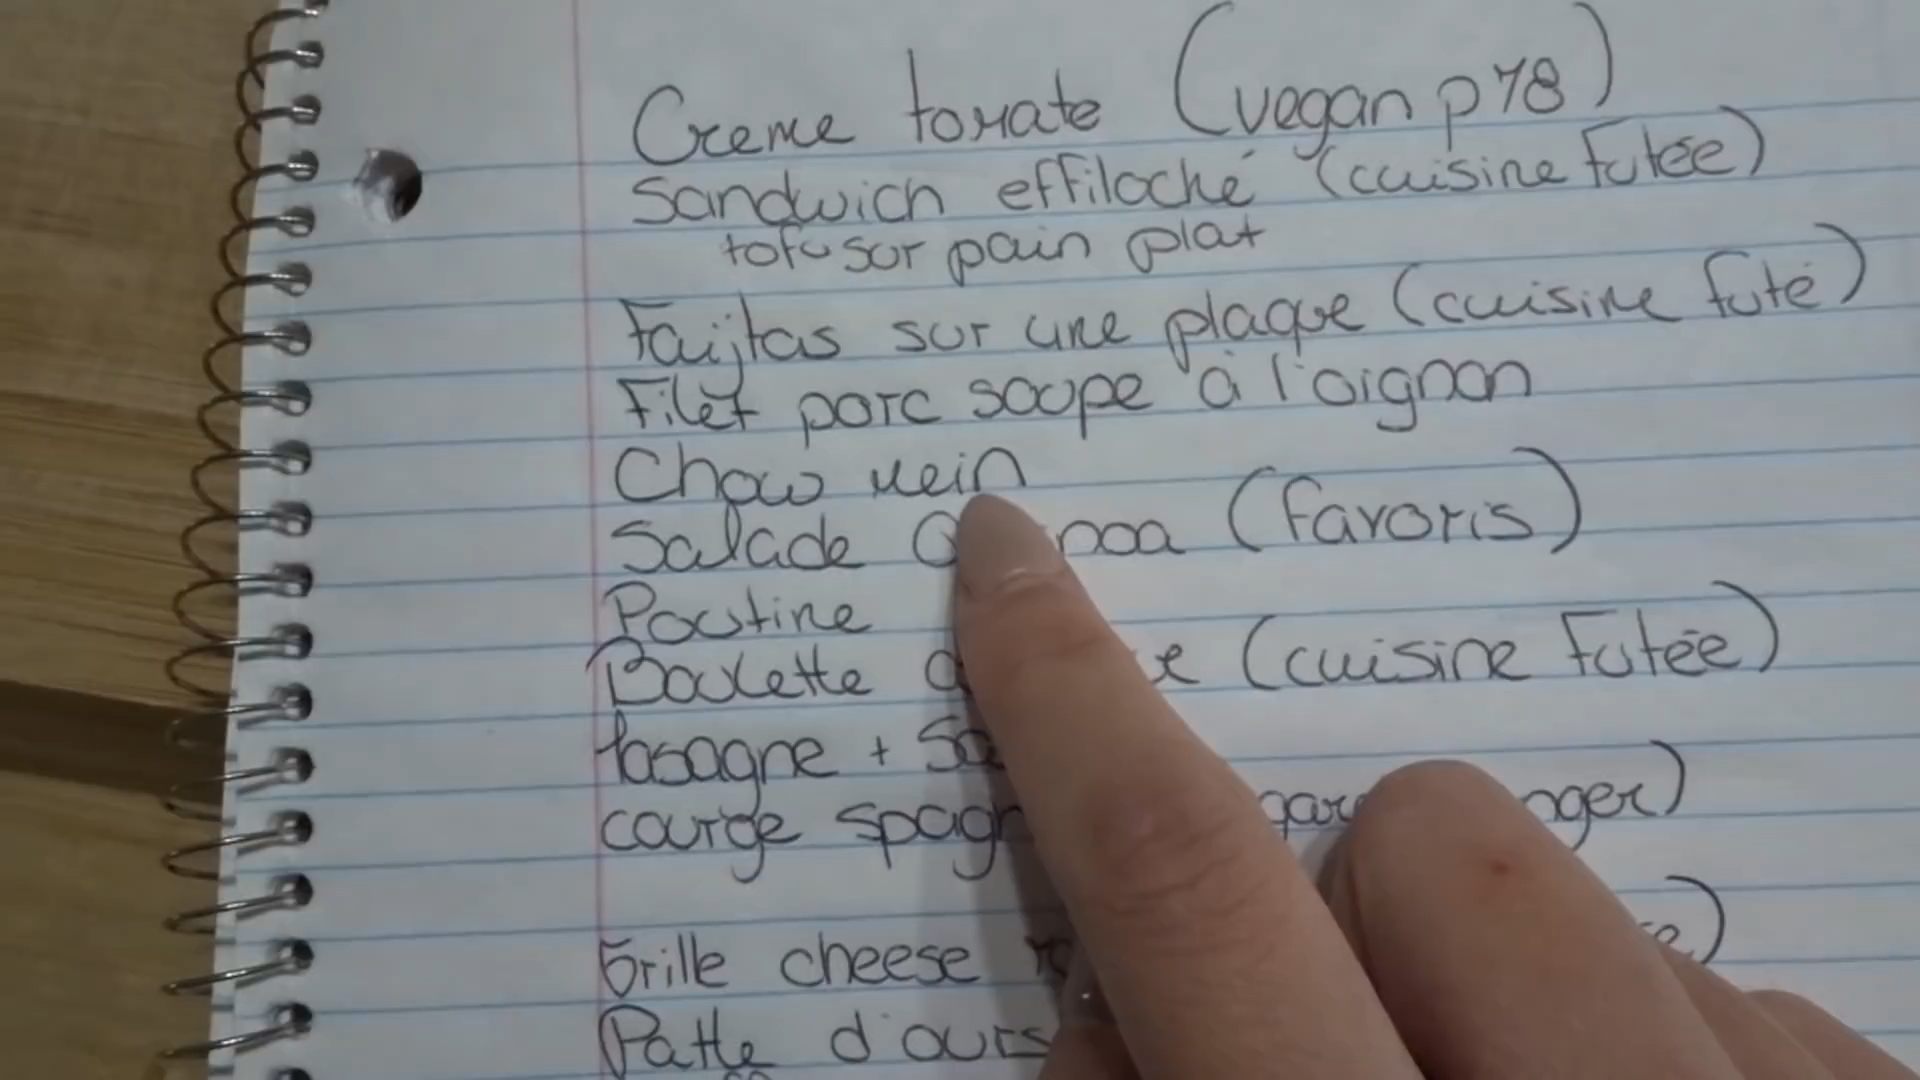 Creme tomate (vegan p78)
Sandwich effiloché (cuisine futée)
tofu sur pain plat
Faijtas sur une plaque (cuisine futé)
Filet porc soupe à l'oignon
Chow mein
Salade (favoris)
Poutine
Boulette (cuisine futée)
lasagne +
courge
Grille cheese
Patte d'ours